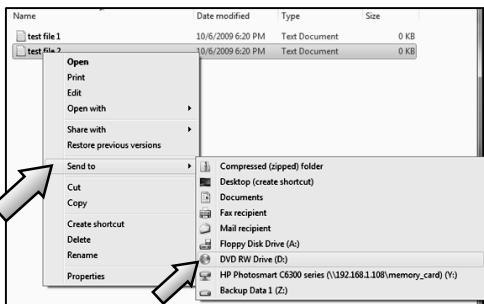 Name Date modified Type Size
test file 1 10/6/2009 6:20 PM Text Document 0 KB
test file 2 10/6/2009 6:20 PM Text Document 0 KB
Open
Print
Edit
Open with
Share with
Restore previous versions
Send to
Cut
Copy
Create shortcut
Delete
Rename
Properties
Compressed (zipped) folder
Desktop (create shortcut)
Documents
Fax recipient
Mail recipient
Floppy Disk Drive (A:)
DVD RW Drive (D:)
HP Photosmart C6300 series (\\192.168.1.108\memory_card) (Y:)
Backup Data 1 (Z:)